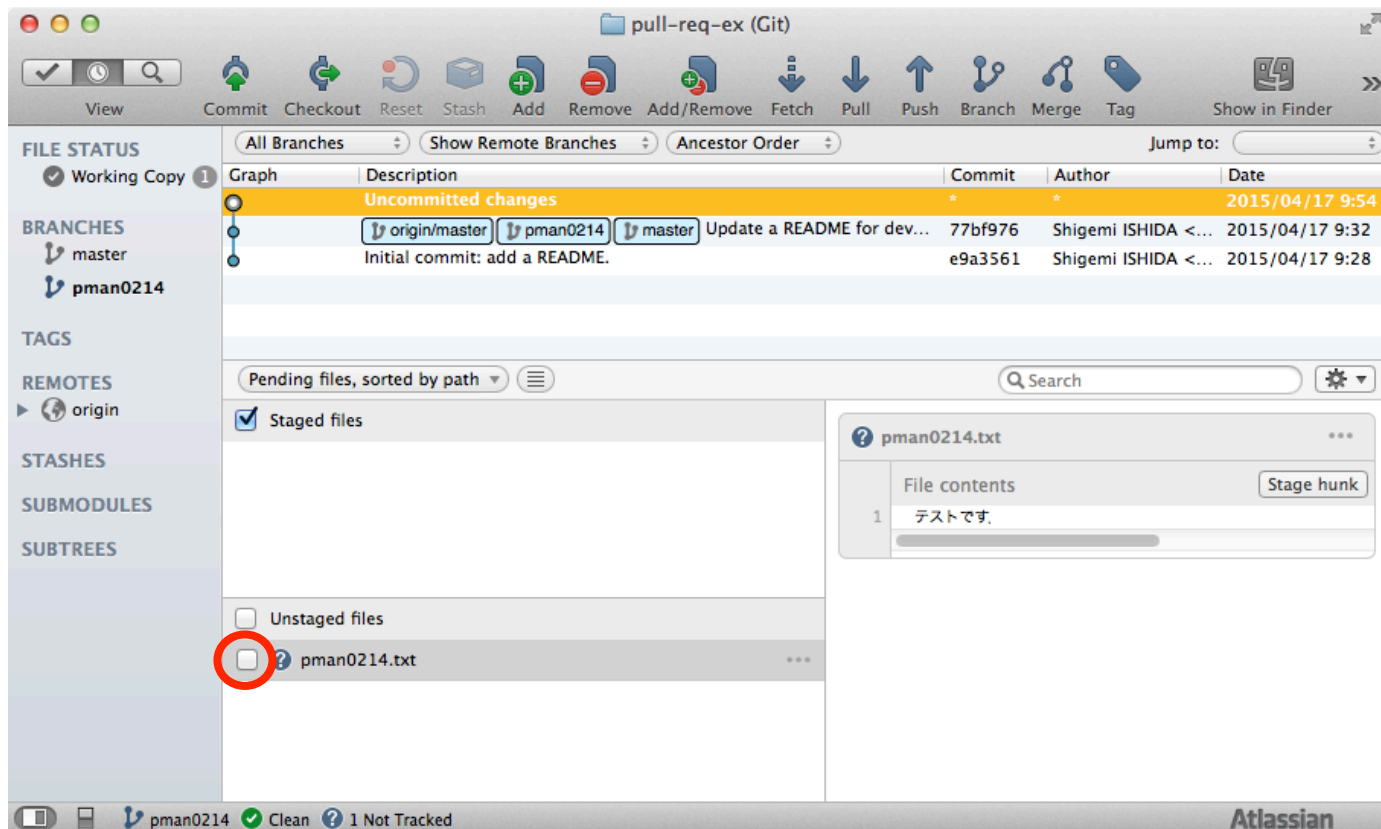 pull-req-ex (Git)
View Commit Checkout Reset Stash Add Remove Add/Remove Fetch Pull Push Branch Merge Tag Show in Finder
FILE STATUS
Working Copy 1
BRANCHES
master
pman0214
TAGS
REMOTES
origin
STASHES
SUBMODULES
SUBTREES
All Branches Show Remote Branches Ancestor Order Jump to:
Graph Description Commit Author Date
Uncommitted changes * * 2015/04/17 9:54
origin/master pman0214 master Update a README for dev... 77bf976 Shigemi ISHIDA <... 2015/04/17 9:32
Initial commit: add a README. e9a3561 Shigemi ISHIDA <... 2015/04/17 9:28
Pending files, sorted by path Search
Staged files
Unstaged files
pman0214.txt
pman0214.txt
File contents Stage hunk
1 テストです.
pman0214 Clean 1 Not Tracked Atlassian